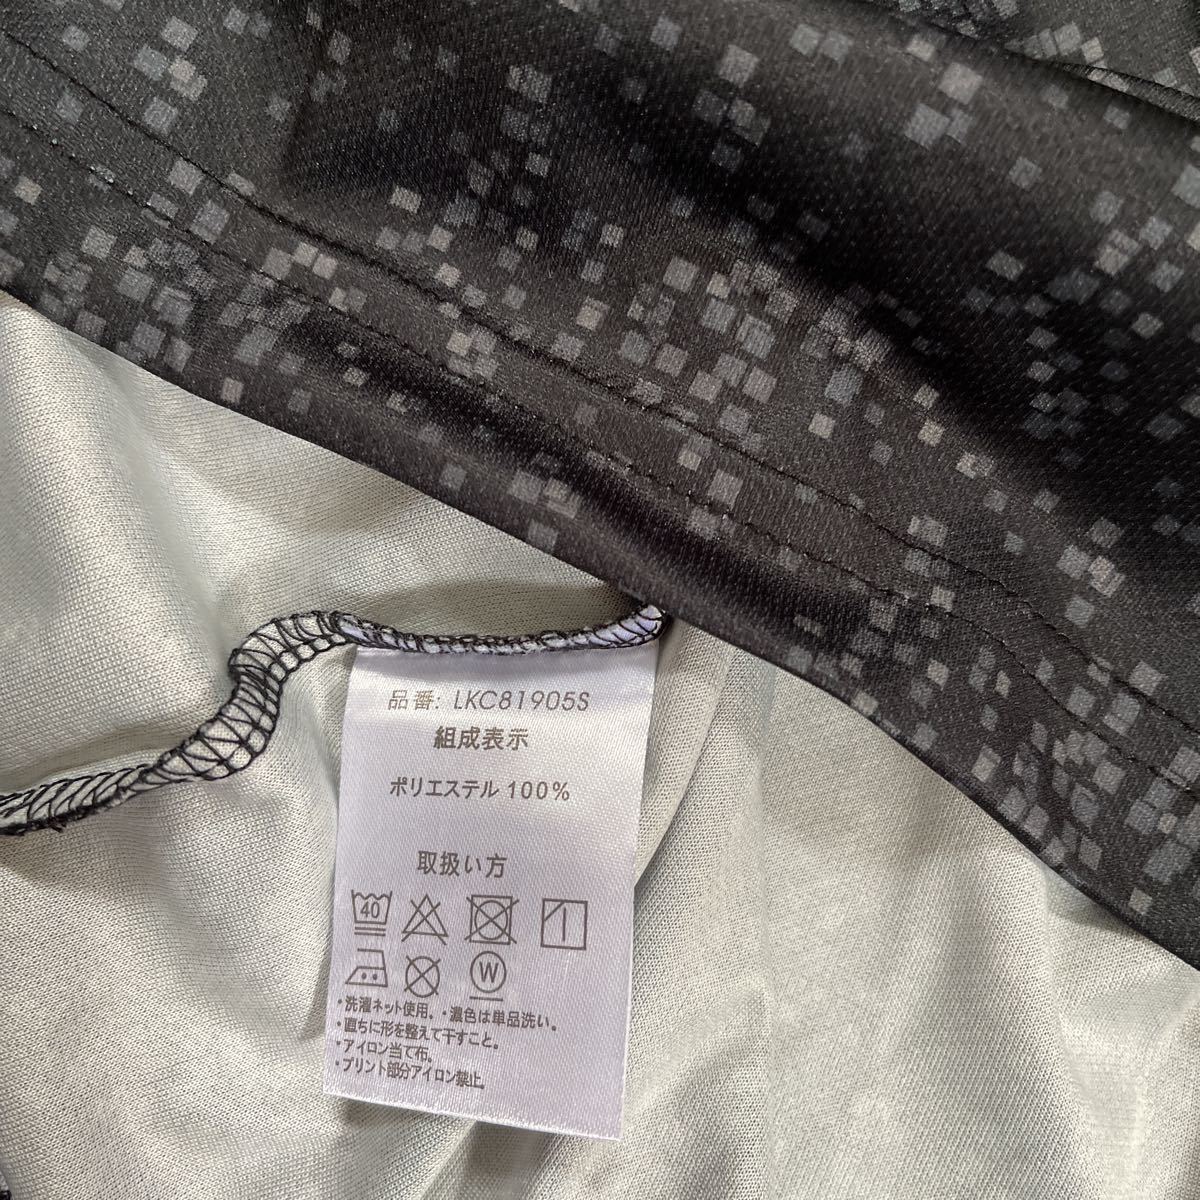 品番: LKC81905S
組成表示
ポリエステル 100%
取扱い方
40
W
・洗濯ネット使用。・濃色は単品洗い。
・直ちに形を整えて干すこと。
・アイロン当て布。
・プリント部分アイロン禁止